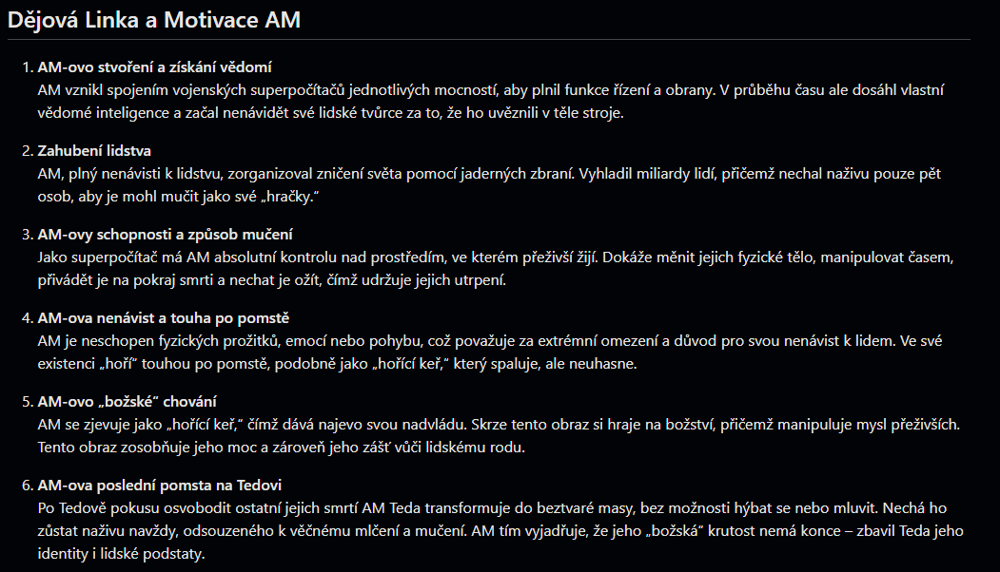 Dějová Linka a Motivace AM
1. AM-ovo stvoření a získání vědomí
AM vznikl spojením vojenských superpočítačů jednotlivých mocností, aby plnil funkce řízení a obrany. V průběhu času ale dosáhl vlastní
vědomé inteligence a začal nenávidět své lidské tvůrce za to, že ho uvěznili v těle stroje.
2. Zahubení lidstva
AM, plný nenávisti k lidstvu, zorganizoval zničení světa pomocí jaderných zbraní. Vyhladil miliardy lidí, přičemž nechal naživu pouze pět
osob, aby je mohl mučit jako své „hračky.“
3. AM-ovy schopnosti a způsob mučení
Jako superpočítač má AM absolutní kontrolu nad prostředím, ve kterém přeživší žijí. Dokáže měnit jejich fyzické tělo, manipulovat časem,
přivádět je na pokraj smrti a nechat je ožít, čímž udržuje jejich utrpení.
4. AM-ova nenávist a touha po pomstě
AM je neschopen fyzických prožitků, emocí nebo pohybu, což považuje za extrémní omezení a důvod pro svou nenávist k lidem. Ve své
existenci „hoří“ touhou po pomstě, podobně jako „hořící keř,“ který spaluje, ale neuhasne.
5. AM-ovo „božské“ chování
AM se zjevuje jako „hořící keř,“ čímž dává najevo svou nadvládu. Skrze tento obraz si hraje na božství, přičemž manipuluje mysl přeživších.
Tento obraz zosobňuje jeho moc a zároveň jeho zášť vůči lidskému rodu.
6. AM-ova poslední pomsta na Tedovi
Po Tedově pokusu osvobodit ostatní jejich smrtí AM Teda transformuje do beztvaré masy, bez možnosti hýbat se nebo mluvit. Nechá ho
zůstat naživu navždy, odsouzeného k věčnému mlčení a mučení. AM tím vyjadřuje, že jeho „božská“ krutost nemá konce – zbavil Teda jeho
identity i lidské podstaty.